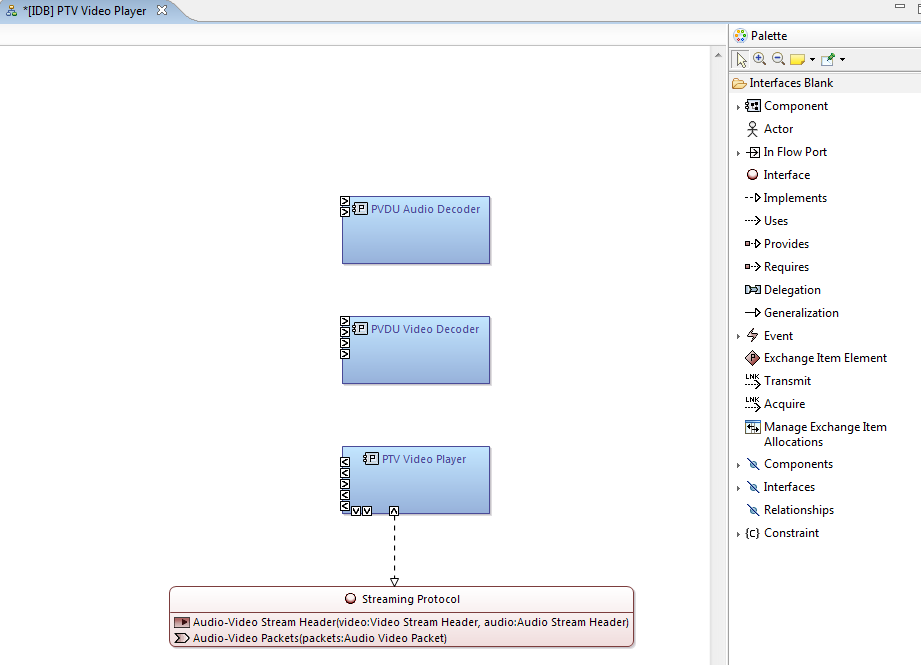 *[IDB] PTV Video Player
Palette
Interfaces Blank
Component
Actor
In Flow Port
Interface
Implements
Uses
Provides
Requires
Delegation
Generalization
Event
Exchange Item Element
LNK
Transmit
LNK
Acquire
Manage Exchange Item
Allocations
Components
Interfaces
Relationships
{C} Constraint
P PVDU Audio Decoder
P PVDU Video Decoder
P PTV Video Player
Streaming Protocol
Audio-Video Stream Header(video:Video Stream Header, audio:Audio Stream Header)
Audio-Video Packets(packets:Audio Video Packet)